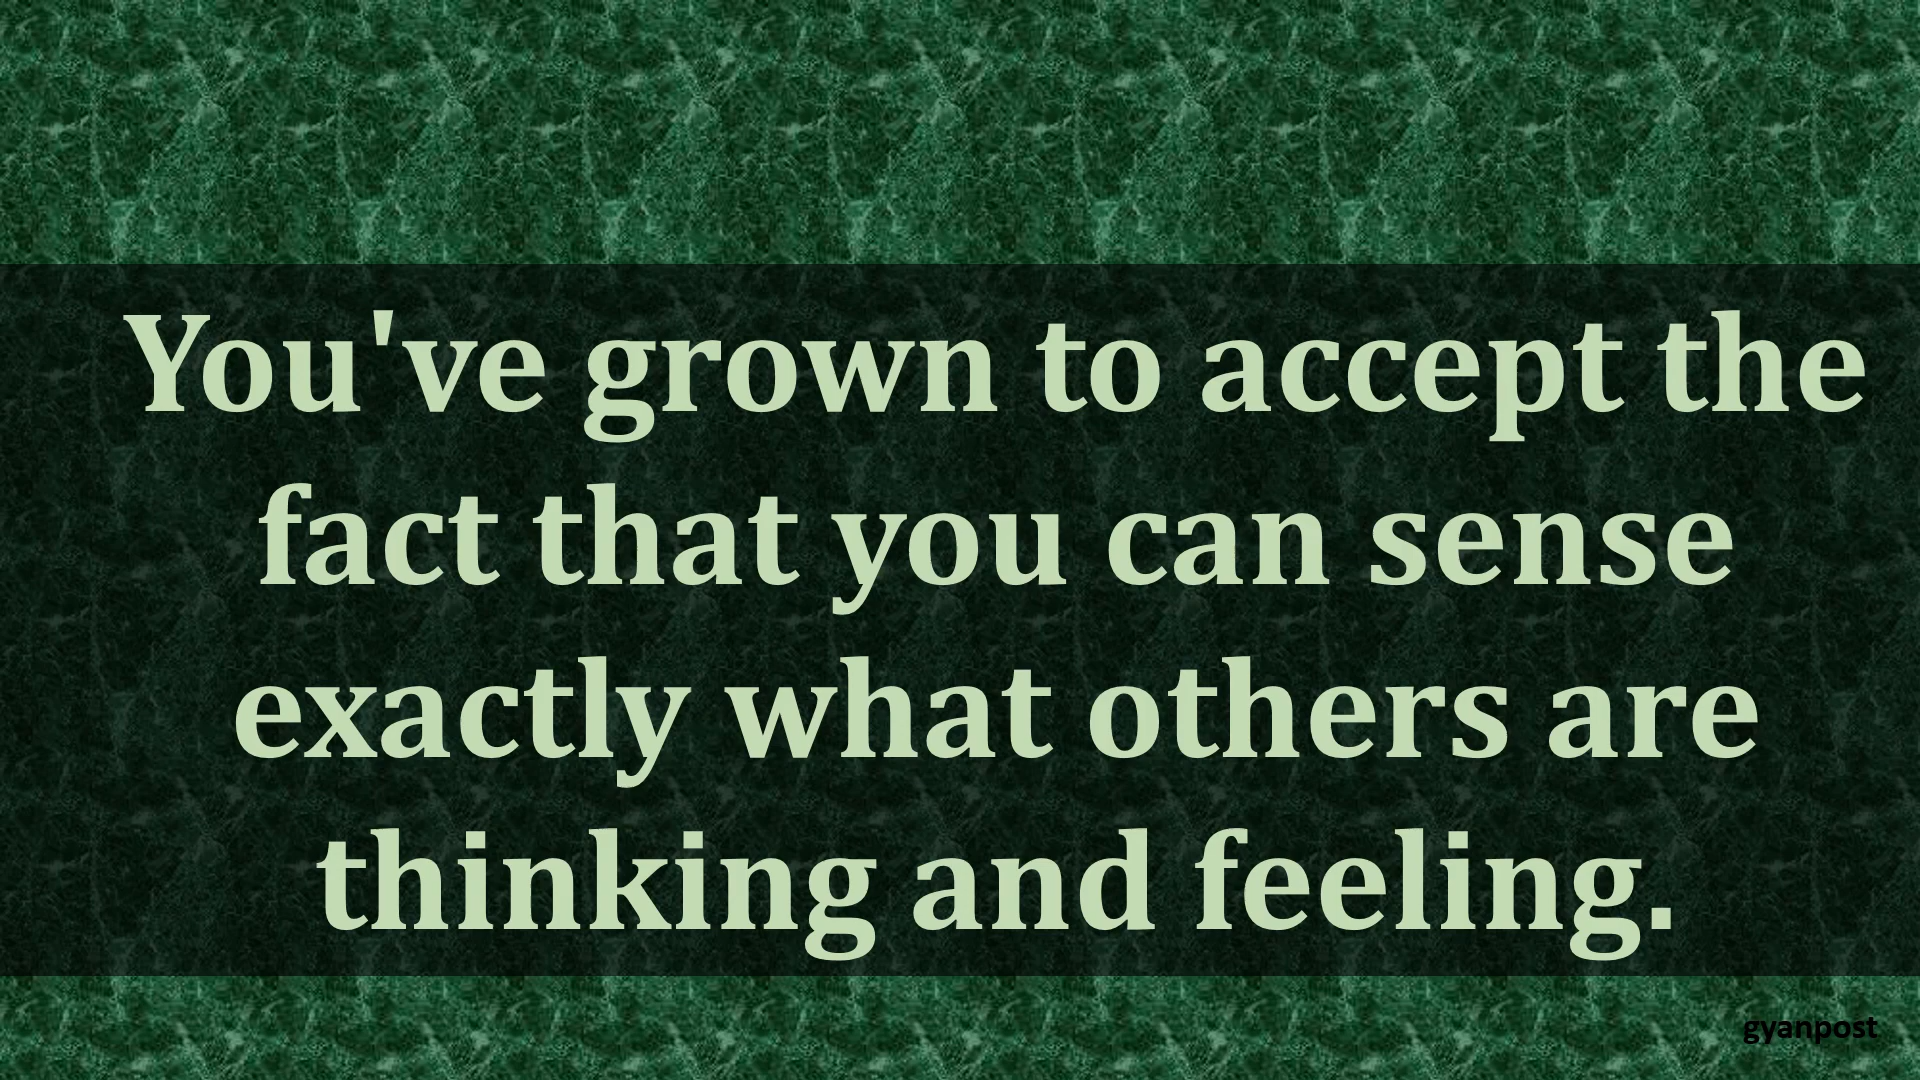 You've grown to accept the
fact that you can sense
exactly what others are
thinking and feeling.
gyanpost